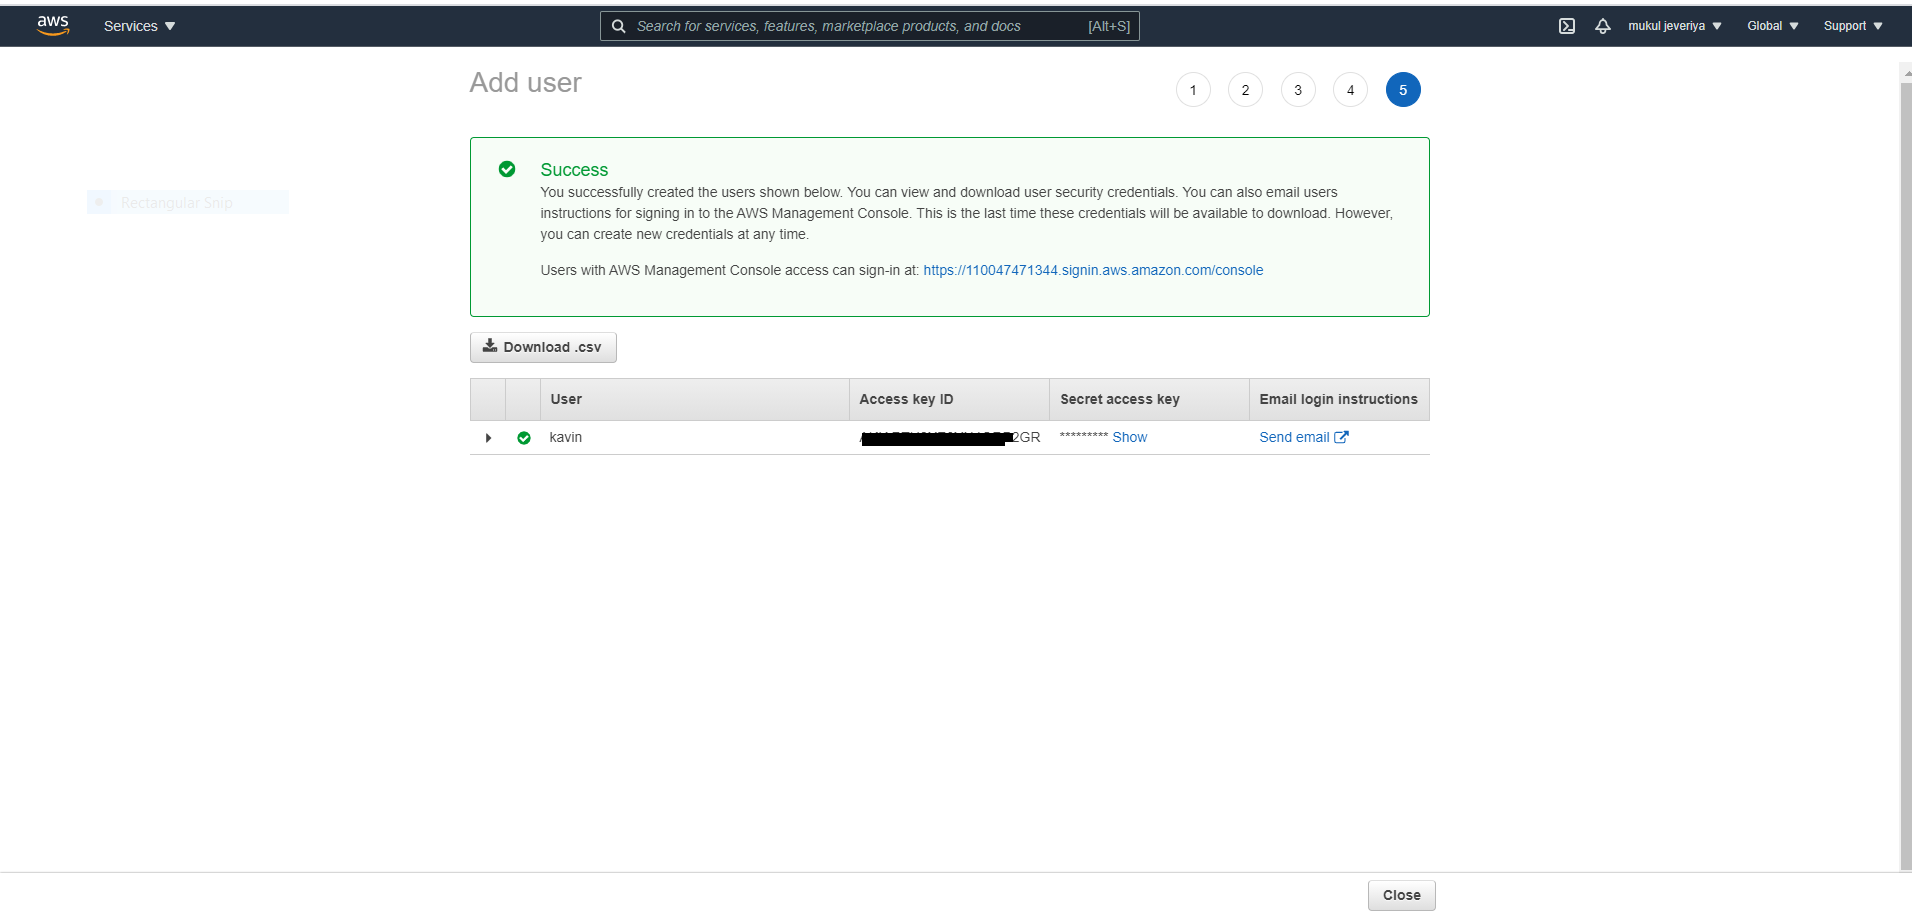 aws Services Search for services, features, marketplace products, and docs [Alt+S] mukul jeveriya Global Support
Add user 1 2 3 4 5
Success
You successfully created the users shown below. You can view and download user security credentials. You can also email users
instructions for signing in to the AWS Management Console. This is the last time these credentials will be available to download. However,
you can create new credentials at any time.
Rectangular Snip
Users with AWS Management Console access can sign-in at: https://110047471344.signin.aws.amazon.com/console
Download .csv
User Access key ID Secret access key Email login instructions
kavin 2GR ********* Show Send email
Close